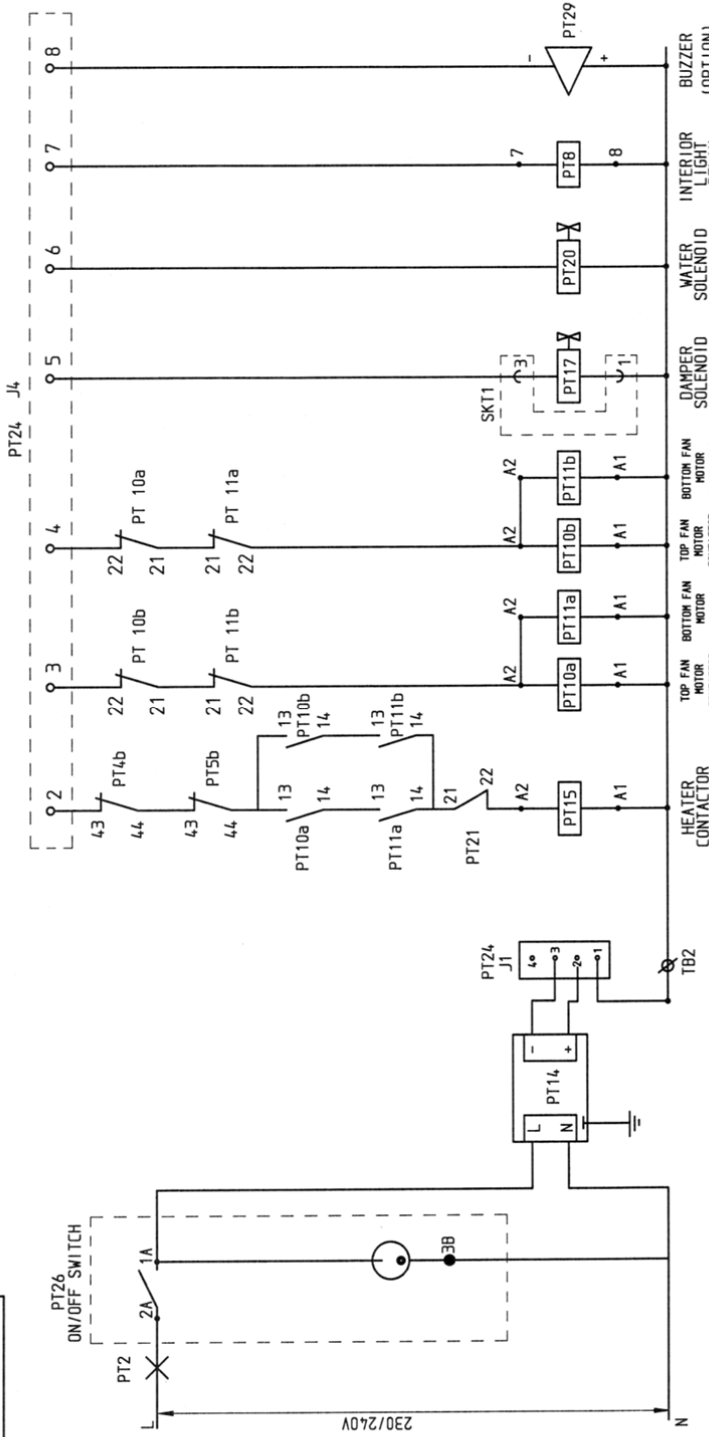 PT24 J4
2
3
4
5
6
7
8
PT4b
43
44
PT5b
43
44
PT10a
13
14
PT10b
13
14
PT11a
13
14
PT11b
13
14
PT21
21
22
A2
PT15
A1
HEATER
CONTACTOR
PT 10b
22
21
PT 11b
21
22
A2
A2
PT10a
PT11a
A1
A1
TOP FAN
MOTOR
BOTTOM FAN
MOTOR
PT 10a
22
21
PT 11a
21
22
A2
A2
PT10b
PT11b
A1
A1
TOP FAN
MOTOR
BOTTOM FAN
MOTOR
SKT1
3
PT17
1
DAMPER
SOLENOID
PT20
WATER
SOLENOID
7
PT8
8
INTERIOR
LIGHT
-
PT29
+
BUZZER
(OPTION)
PT26
ON/OFF SWITCH
PT2
2A
1A
3B
L
230/240V
N
L
N
PT14
-
+
PT24
J1
4
3
2
1
TB2